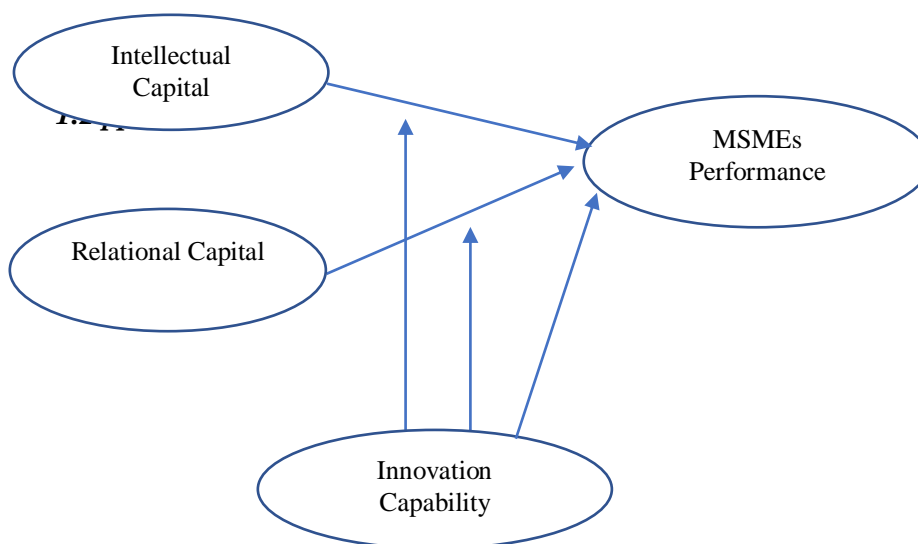 Intellectual
Capital
MSMEs
Performance
Relational Capital
Innovation
Capability